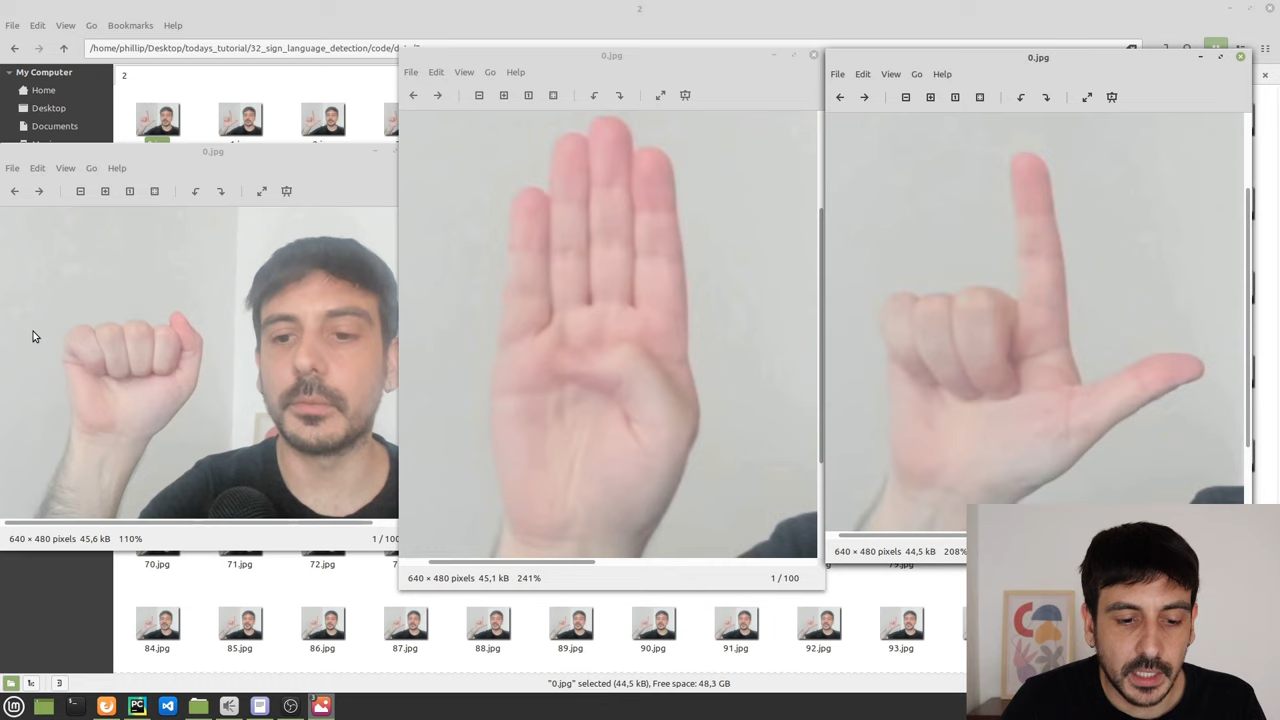 2
File Edit View Go Bookmarks Help
/home/phillip/Desktop/todays_tutorial/32_sign_language_detection/code/
My Computer
Home
Desktop
Documents
2
0.jpg
File Edit View Go Help
640 × 480 pixels 45,6 kB 110% 1 / 100
0.jpg
File Edit View Go Help
640 × 480 pixels 45,1 kB 241% 1 / 100
0.jpg
File Edit View Go Help
640 × 480 pixels 44,5 kB 208%
70.jpg 71.jpg 72.jpg
84.jpg 85.jpg 86.jpg 87.jpg 88.jpg 89.jpg 90.jpg 91.jpg 92.jpg 93.jpg
"0.jpg" selected (44,5 kB), Free space: 48,3 GB
PC
3